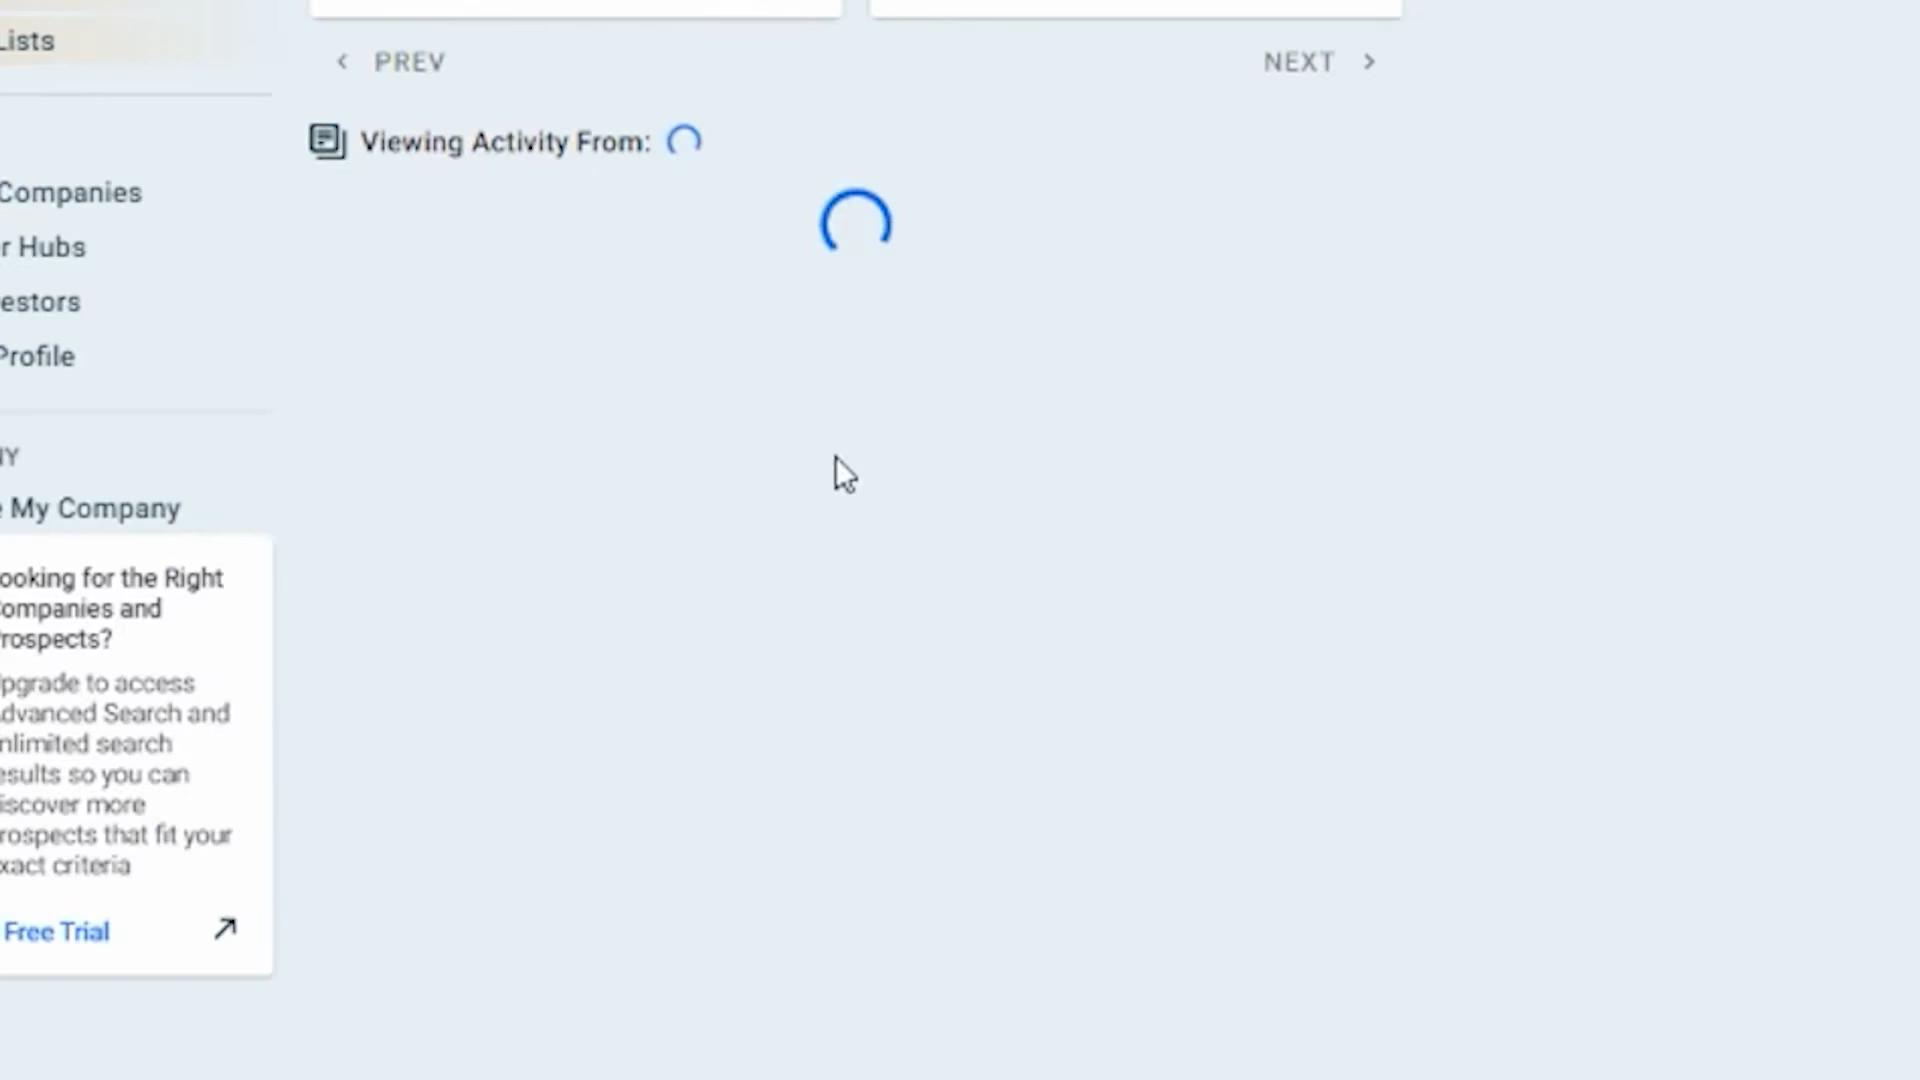 Lists
PREV
NEXT
Viewing Activity From:
Companies
r Hubs
estors
Profile
NY
e My Company
ooking for the Right
ompanies and
rospects?
pgrade to access
dvanced Search and
nlimited search
esults so you can
iscover more
rospects that fit your
xact criteria
Free Trial